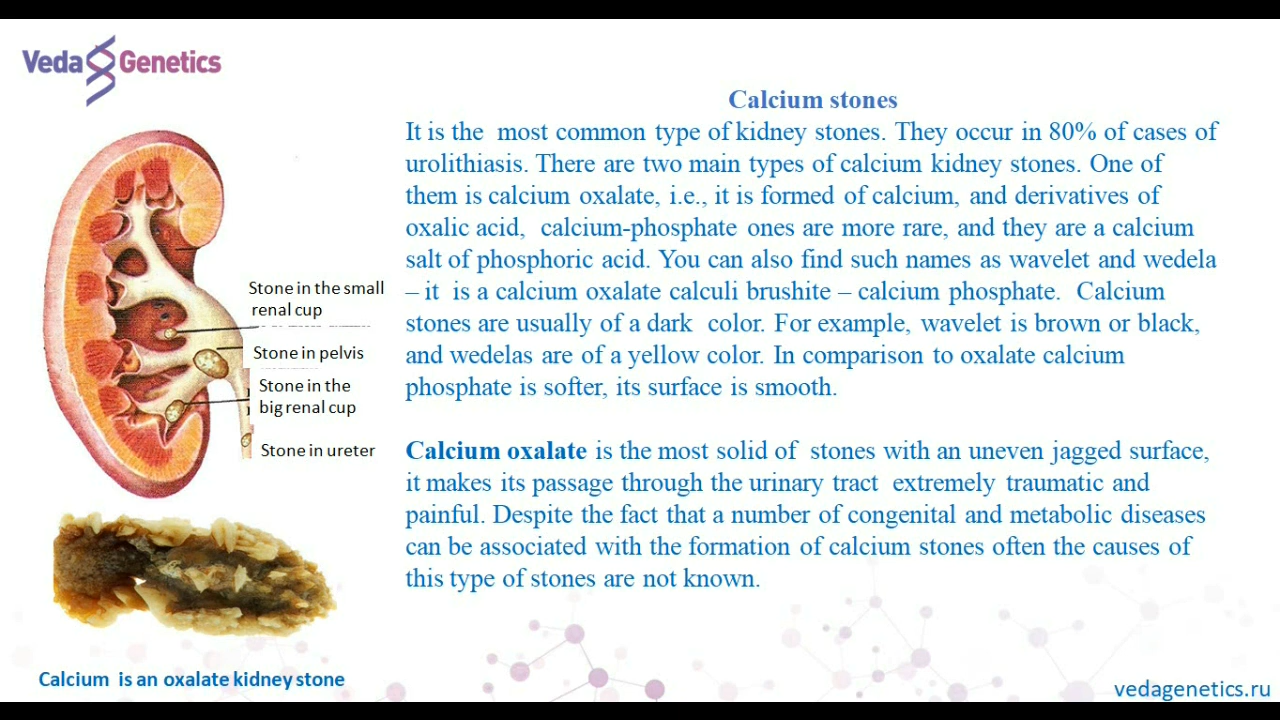 Veda Genetics
Calcium stones
It is the most common type of kidney stones. They occur in 80% of cases of
urolithiasis. There are two main types of calcium kidney stones. One of
them is calcium oxalate, i.e., it is formed of calcium, and derivatives of
oxalic acid, calcium-phosphate ones are more rare, and they are a calcium
salt of phosphoric acid. You can also find such names as wavelet and wedela
– it is a calcium oxalate calculi brushite – calcium phosphate. Calcium
stones are usually of a dark color. For example, wavelet is brown or black,
and wedelas are of a yellow color. In comparison to oxalate calcium
phosphate is softer, its surface is smooth.
Calcium oxalate is the most solid of stones with an uneven jagged surface,
it makes its passage through the urinary tract extremely traumatic and
painful. Despite the fact that a number of congenital and metabolic diseases
can be associated with the formation of calcium stones often the causes of
this type of stones are not known.
Stone in the small
renal cup
Stone in pelvis
Stone in the
big renal cup
Stone in ureter
Calcium is an oxalate kidney stone
vedagenetics.ru